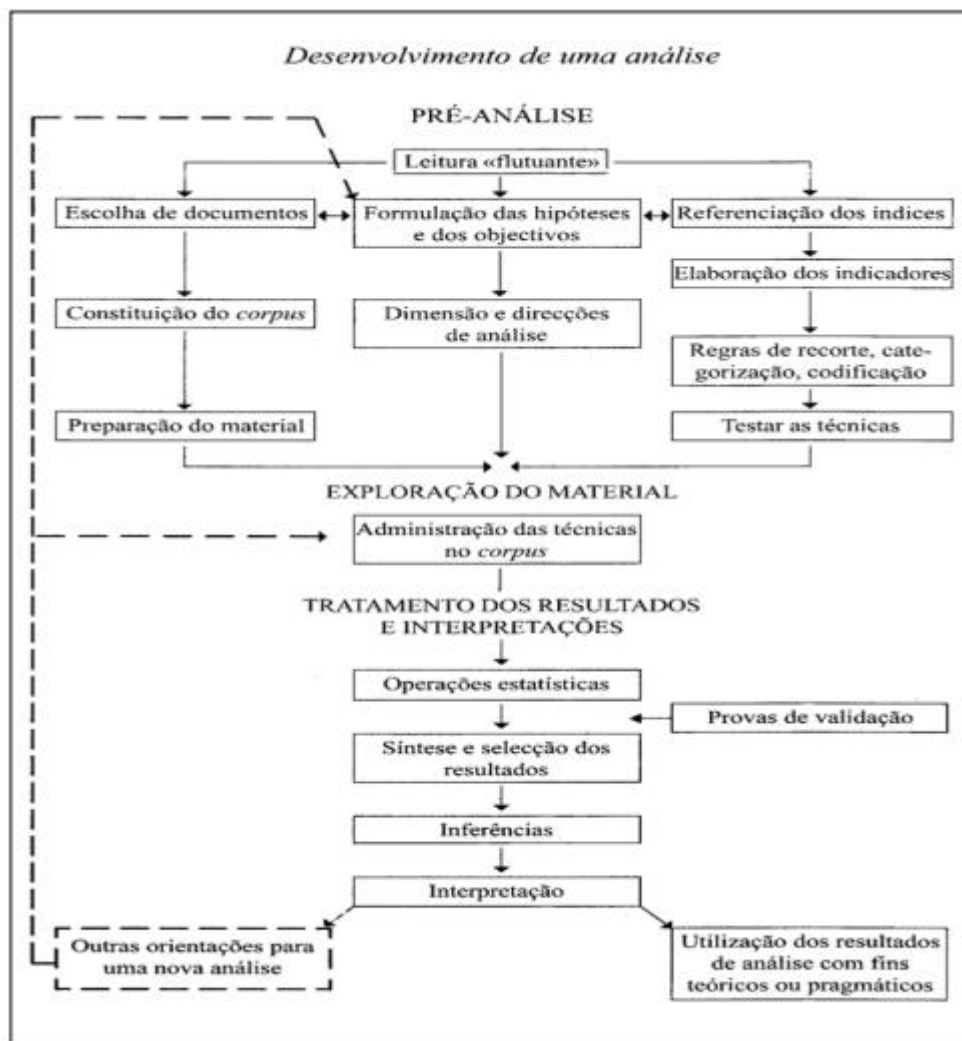 Desenvolvimento de uma análise
PRÉ-ANÁLISE
Leitura «flutuante»
Escolha de documentos
Formulação das hipóteses
e dos objectivos
Referenciação dos índices
Elaboração dos indicadores
Constituição do corpus
Dimensão e direcções
de análise
Regras de recorte, cate-
gorização, codificação
Preparação do material
Testar as técnicas
EXPLORAÇÃO DO MATERIAL
Administração das técnicas
no corpus
TRATAMENTO DOS RESULTADOS
E INTERPRETAÇÕES
Operações estatísticas
Provas de validação
Síntese e selecção dos
resultados
Inferências
Interpretação
Outras orientações para
uma nova análise
Utilização dos resultados
de análise com fins
teóricos ou pragmáticos